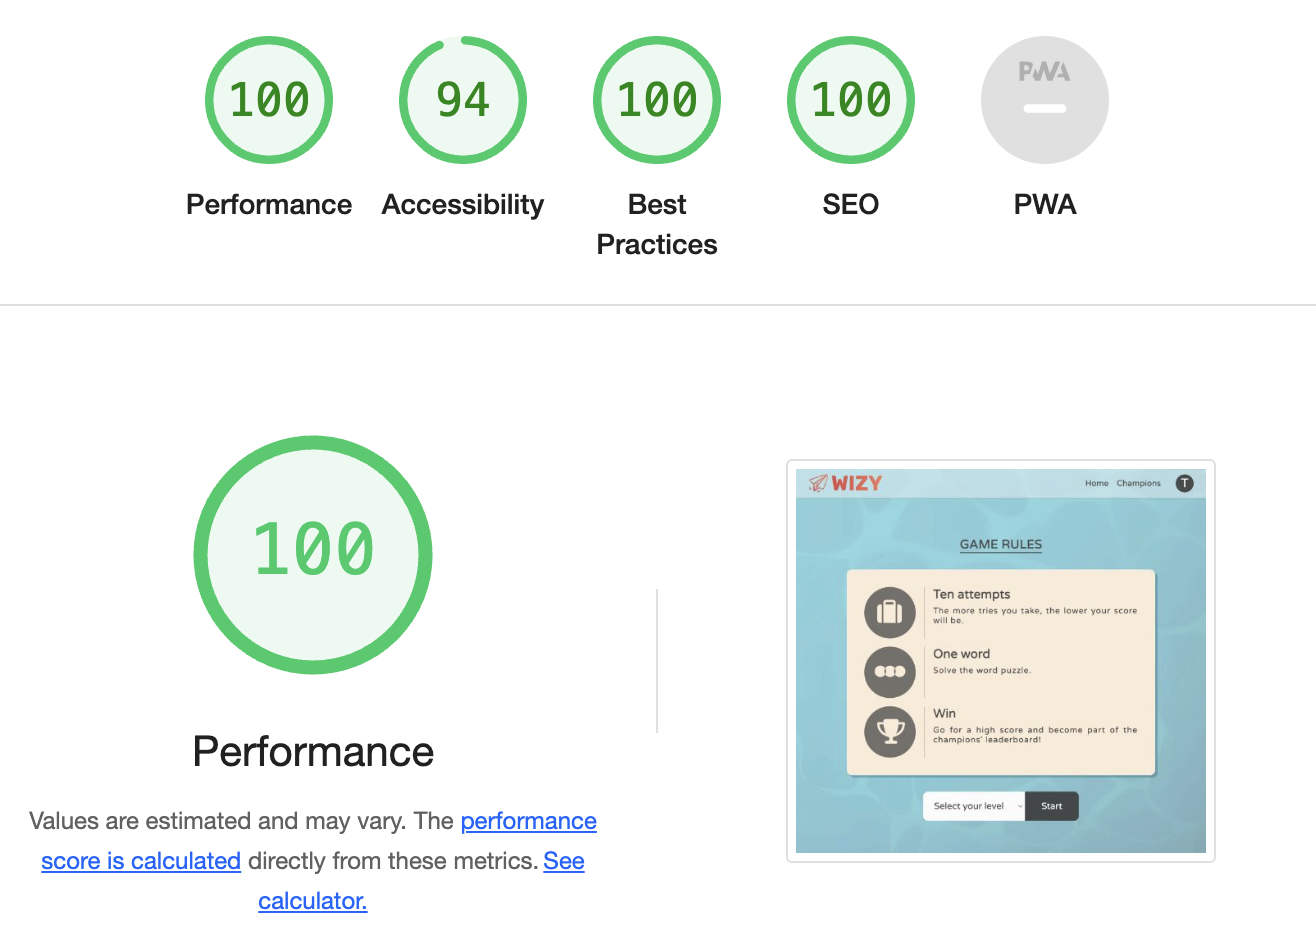 100
94
100
100
PWA
Performance
Accessibility
Best
Practices
SEO
PWA
100
Performance
Values are estimated and may vary. The performance
score is calculated directly from these metrics. See
calculator.
WIZY
Home Champions T
GAME RULES
Ten attempts
The more tries you take, the lower your score
will be.
One word
Solve the word puzzle.
Win
Go for a high score and become part of the
champions' leaderboard!
Select your level Start